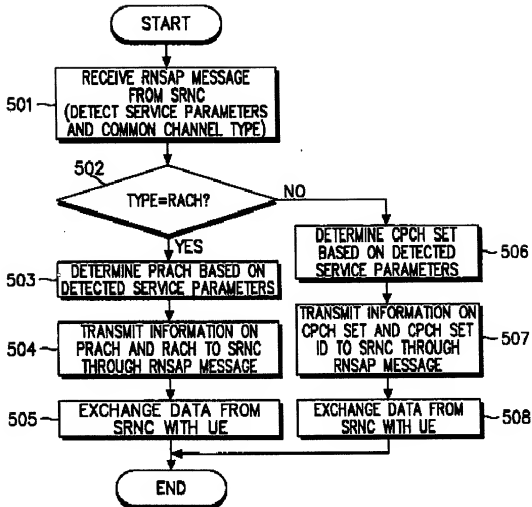 START
501
RECEIVE RNSAP MESSAGE
FROM SRNC
(DETECT SERVICE PARAMETERS
AND COMMON CHANNEL TYPE)
502
TYPE=RACH?
NO
YES
503
DETERMINE PRACH BASED ON
DETECTED SERVICE PARAMETERS
DETERMINE CPCH SET
BASED ON DETECTED
SERVICE PARAMETERS
506
504
TRANSMIT INFORMATION ON
PRACH AND RACH TO SRNC
THROUGH RNSAP MESSAGE
TRANSMIT INFORMATION ON
CPCH SET AND CPCH SET
ID TO SRNC THROUGH
RNSAP MESSAGE
507
505
EXCHANGE DATA FROM
SRNC WITH UE
EXCHANGE DATA FROM
SRNC WITH UE
508
END